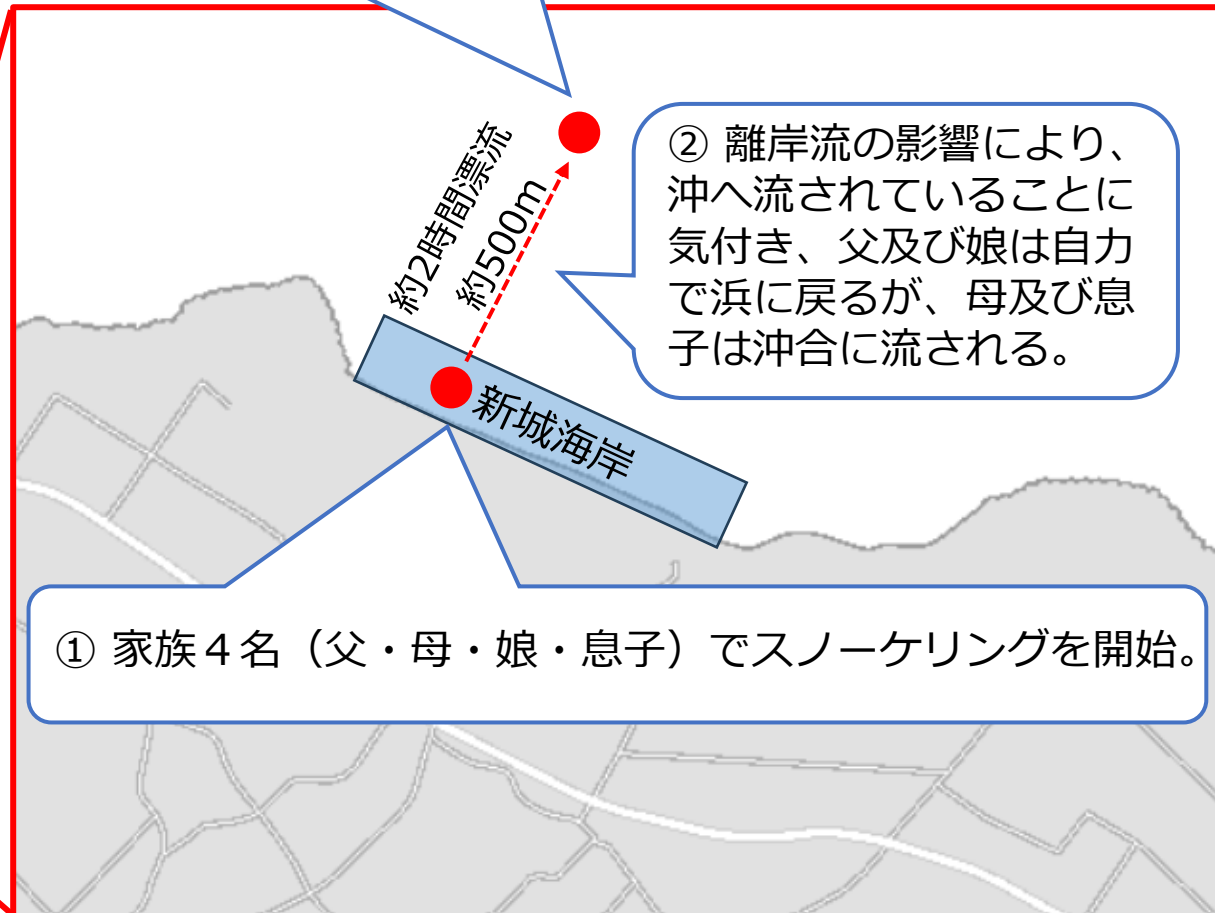 ② 離岸流の影響により、
沖へ流されていることに
気付き、父及び娘は自力
で浜に戻るが、母及び息
子は沖合に流される。
約2時間漂流
約500m
新城海岸
① 家族４名（父・母・娘・息子）でスノーケリングを開始。